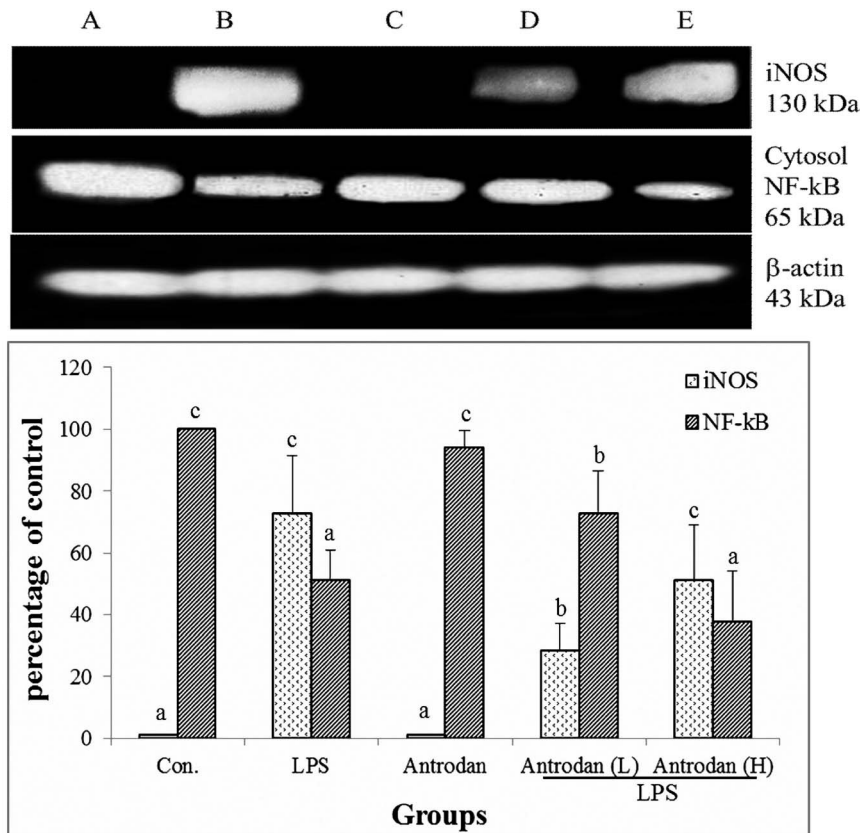 A B C D E
iNOS
130 kDa
Cytosol
NF-kB
65 kDa
β-actin
43 kDa
120
100
80
60
40
20
0
percentage of control
iNOS
NF-kB
a c c a a c b b c a
Con. LPS Antrodan Antrodan (L) Antrodan (H)
LPS
Groups